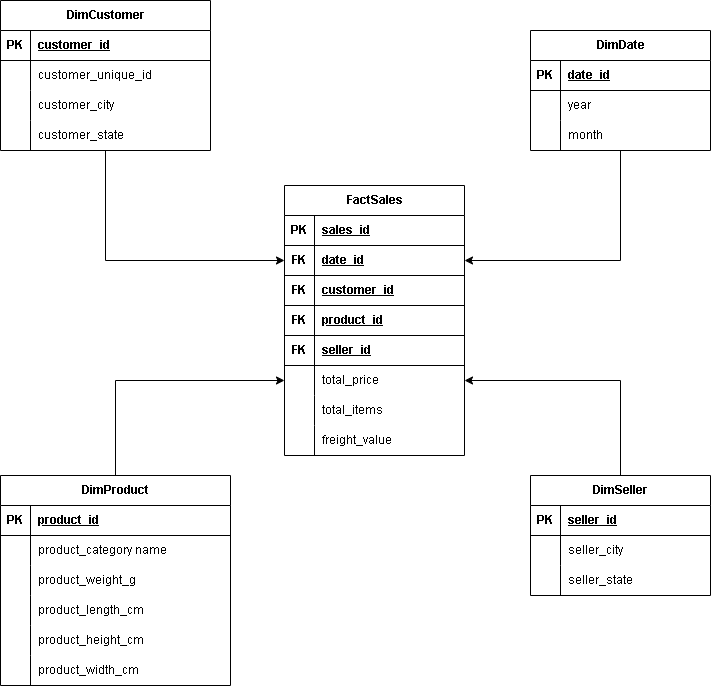 DimCustomer
PK customer_id
customer_unique_id
customer_city
customer_state
DimDate
PK date_id
year
month
FactSales
PK sales_id
FK date_id
FK customer_id
FK product_id
FK seller_id
total_price
total_items
freight_value
DimProduct
PK product_id
product_category name
product_weight_g
product_length_cm
product_height_cm
product_width_cm
DimSeller
PK seller_id
seller_city
seller_state